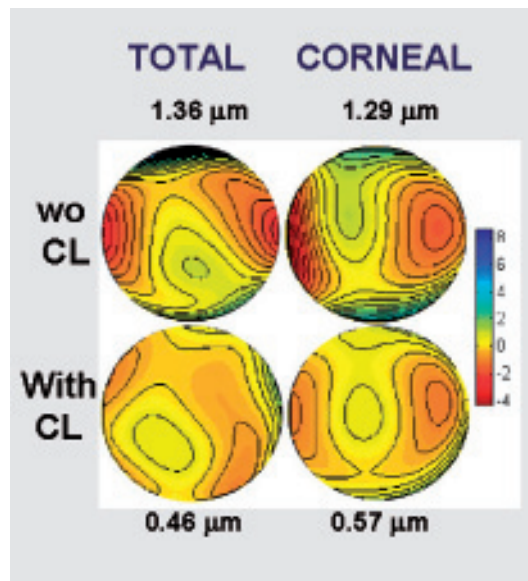 TOTAL CORNEAL
1.36 µm 1.29 µm
wo
CL
8
6
4
2
0
-2
-4
With
CL
0.46 µm 0.57 µm